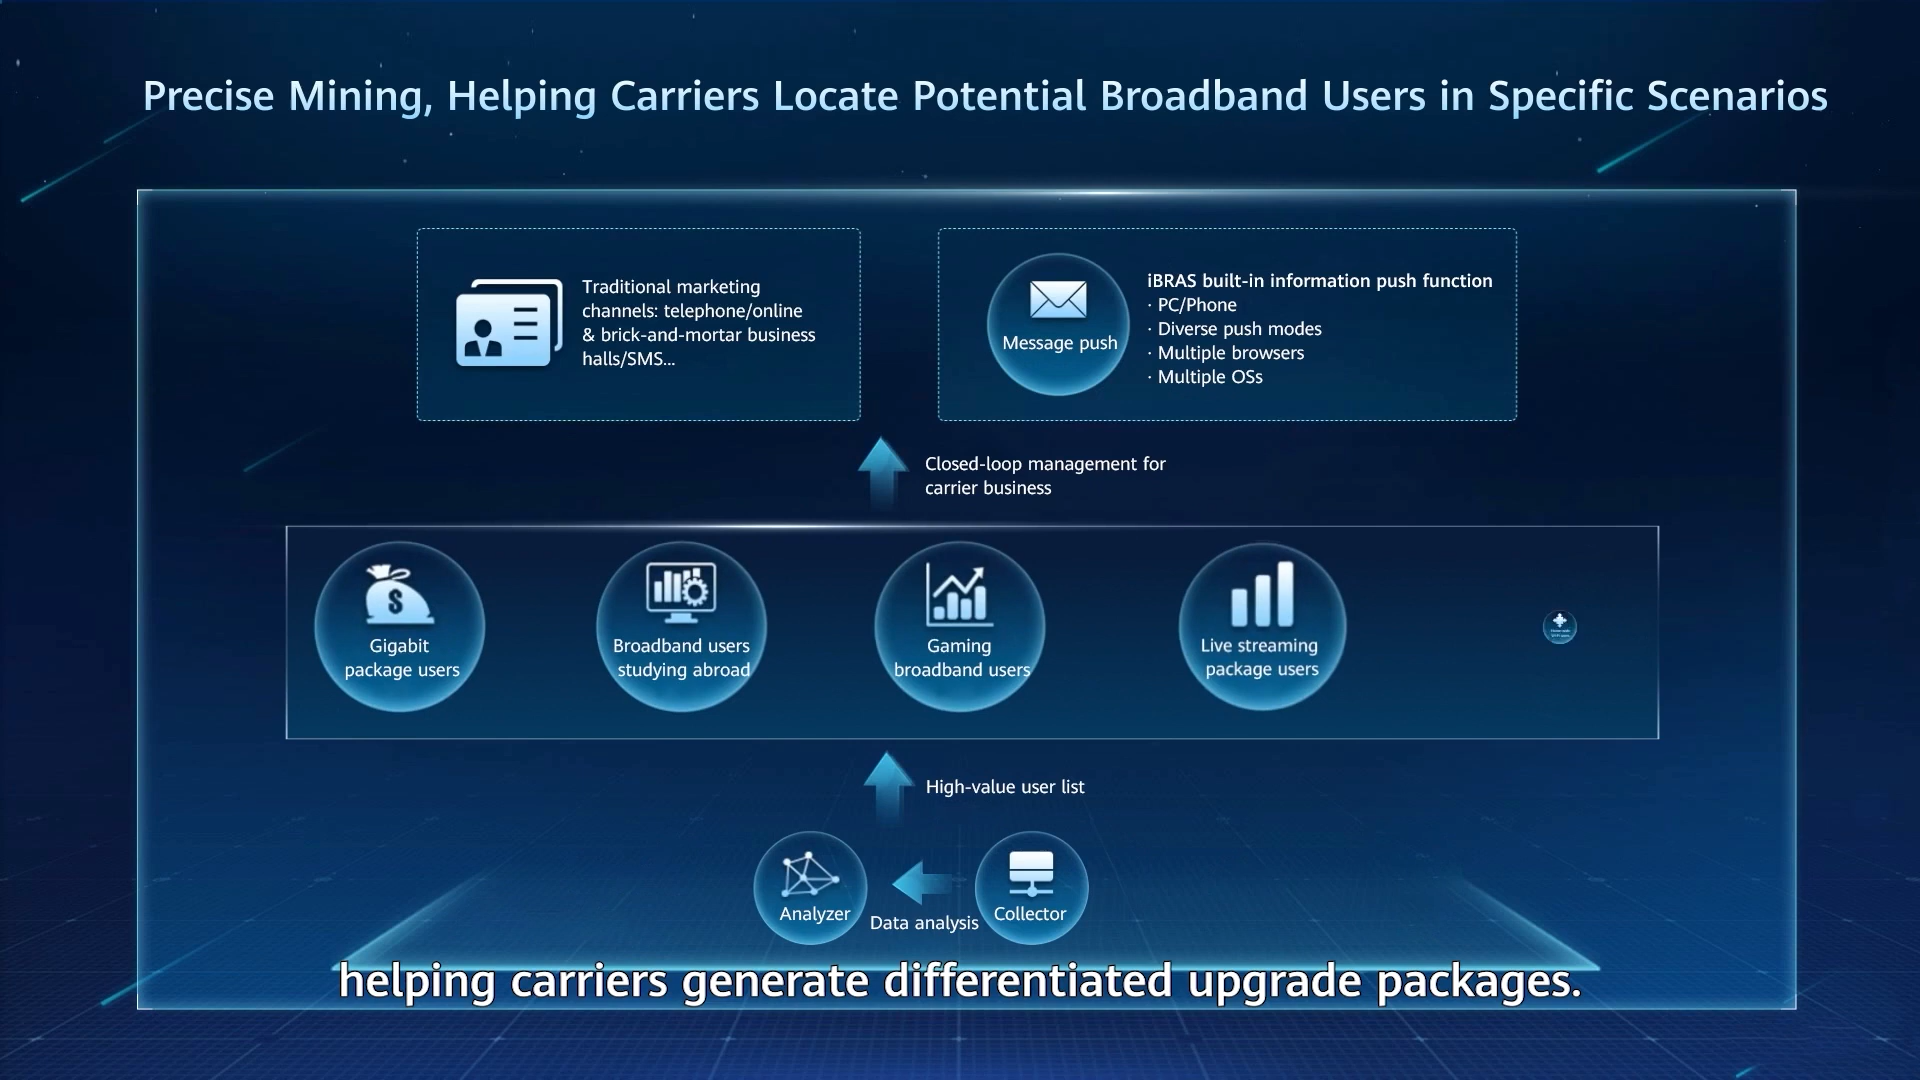 Precise Mining, Helping Carriers Locate Potential Broadband Users in Specific Scenarios
Traditional marketing
channels: telephone/online
& brick-and-mortar business
halls/SMS...
Message push
iBRAS built-in information push function
· PC/Phone
· Diverse push modes
· Multiple browsers
· Multiple OSs
Closed-loop management for
carrier business
Gigabit
package users
Broadband users
studying abroad
Gaming
broadband users
Live streaming
package users
High-value user list
Analyzer
Data analysis
Collector
helping carriers generate differentiated upgrade packages.